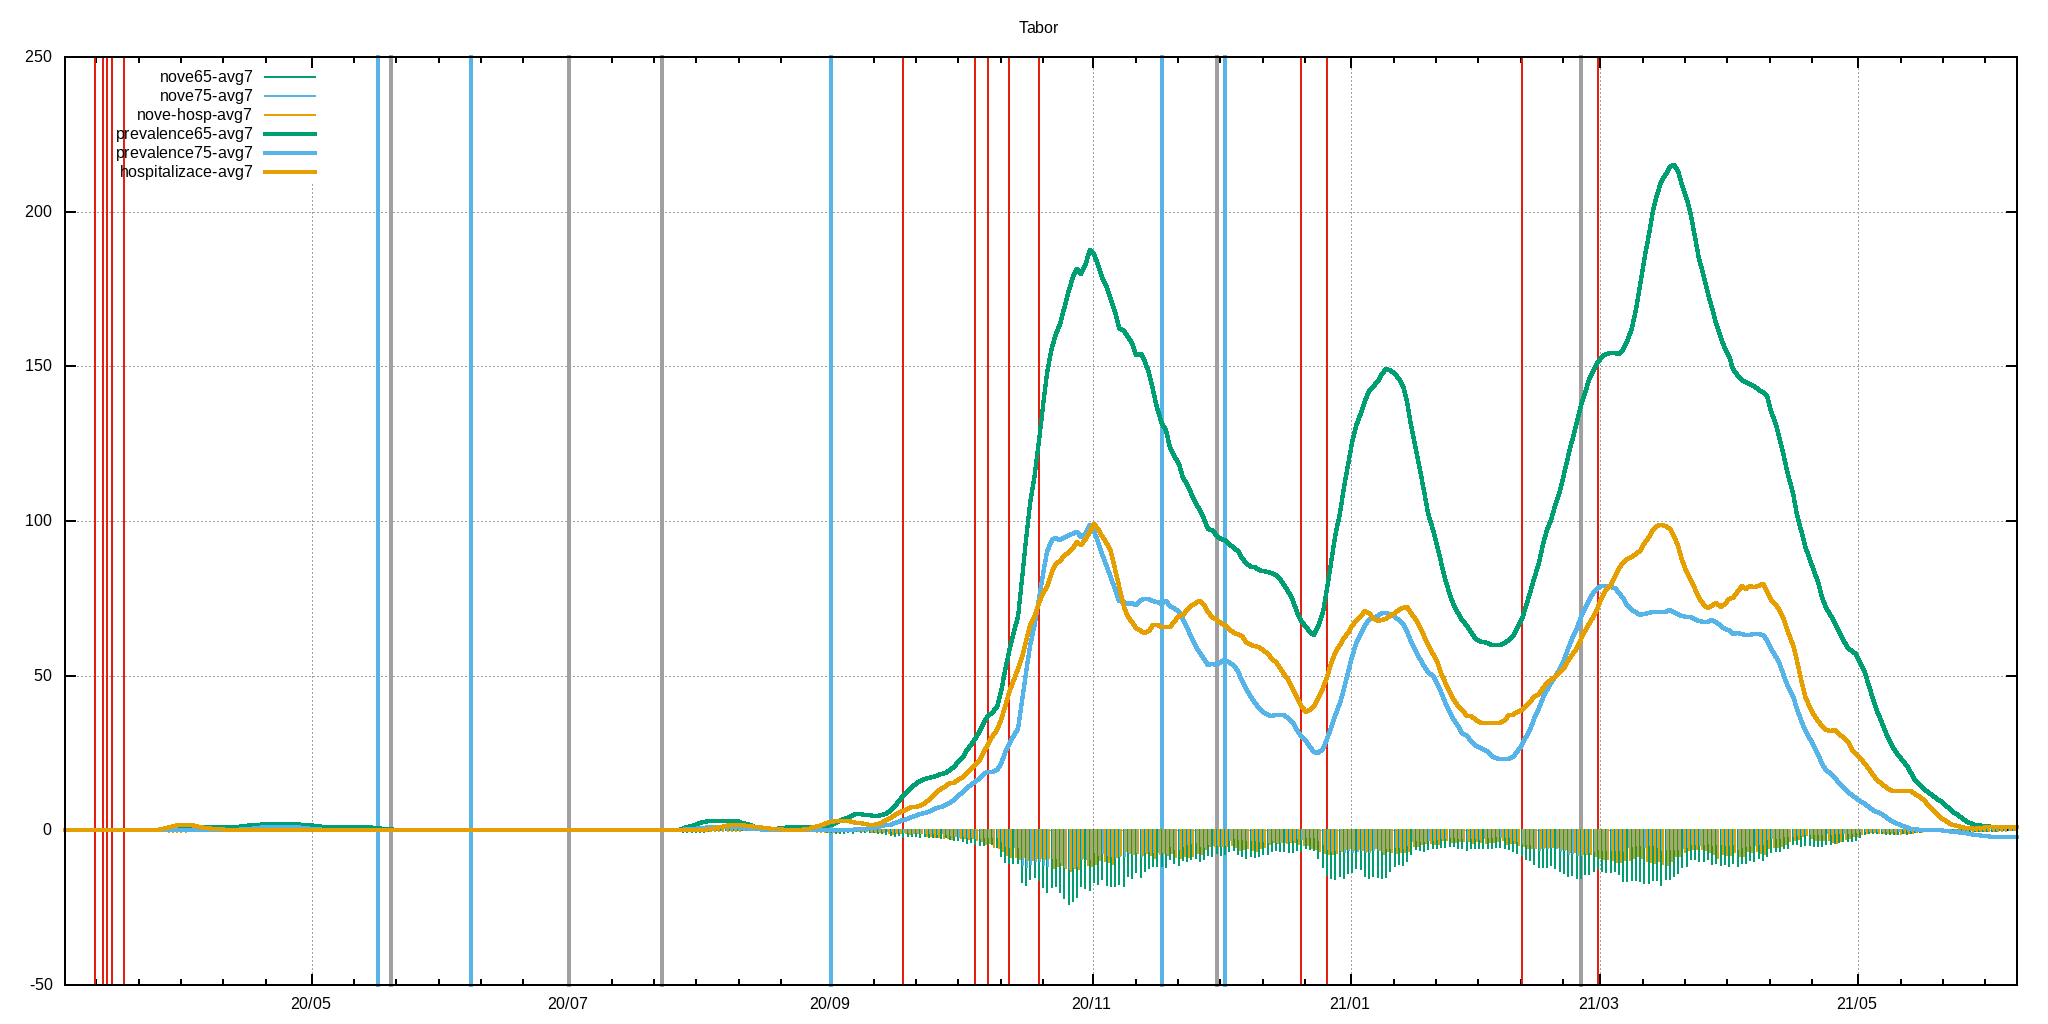 Tabor
250
200
150
100
50
0
-50
nove65-avg7
nove75-avg7
nove-hosp-avg7
prevalence65-avg7
prevalence75-avg7
hospitalizace-avg7
20/05 20/07 20/09 20/11 21/01 21/03 21/05